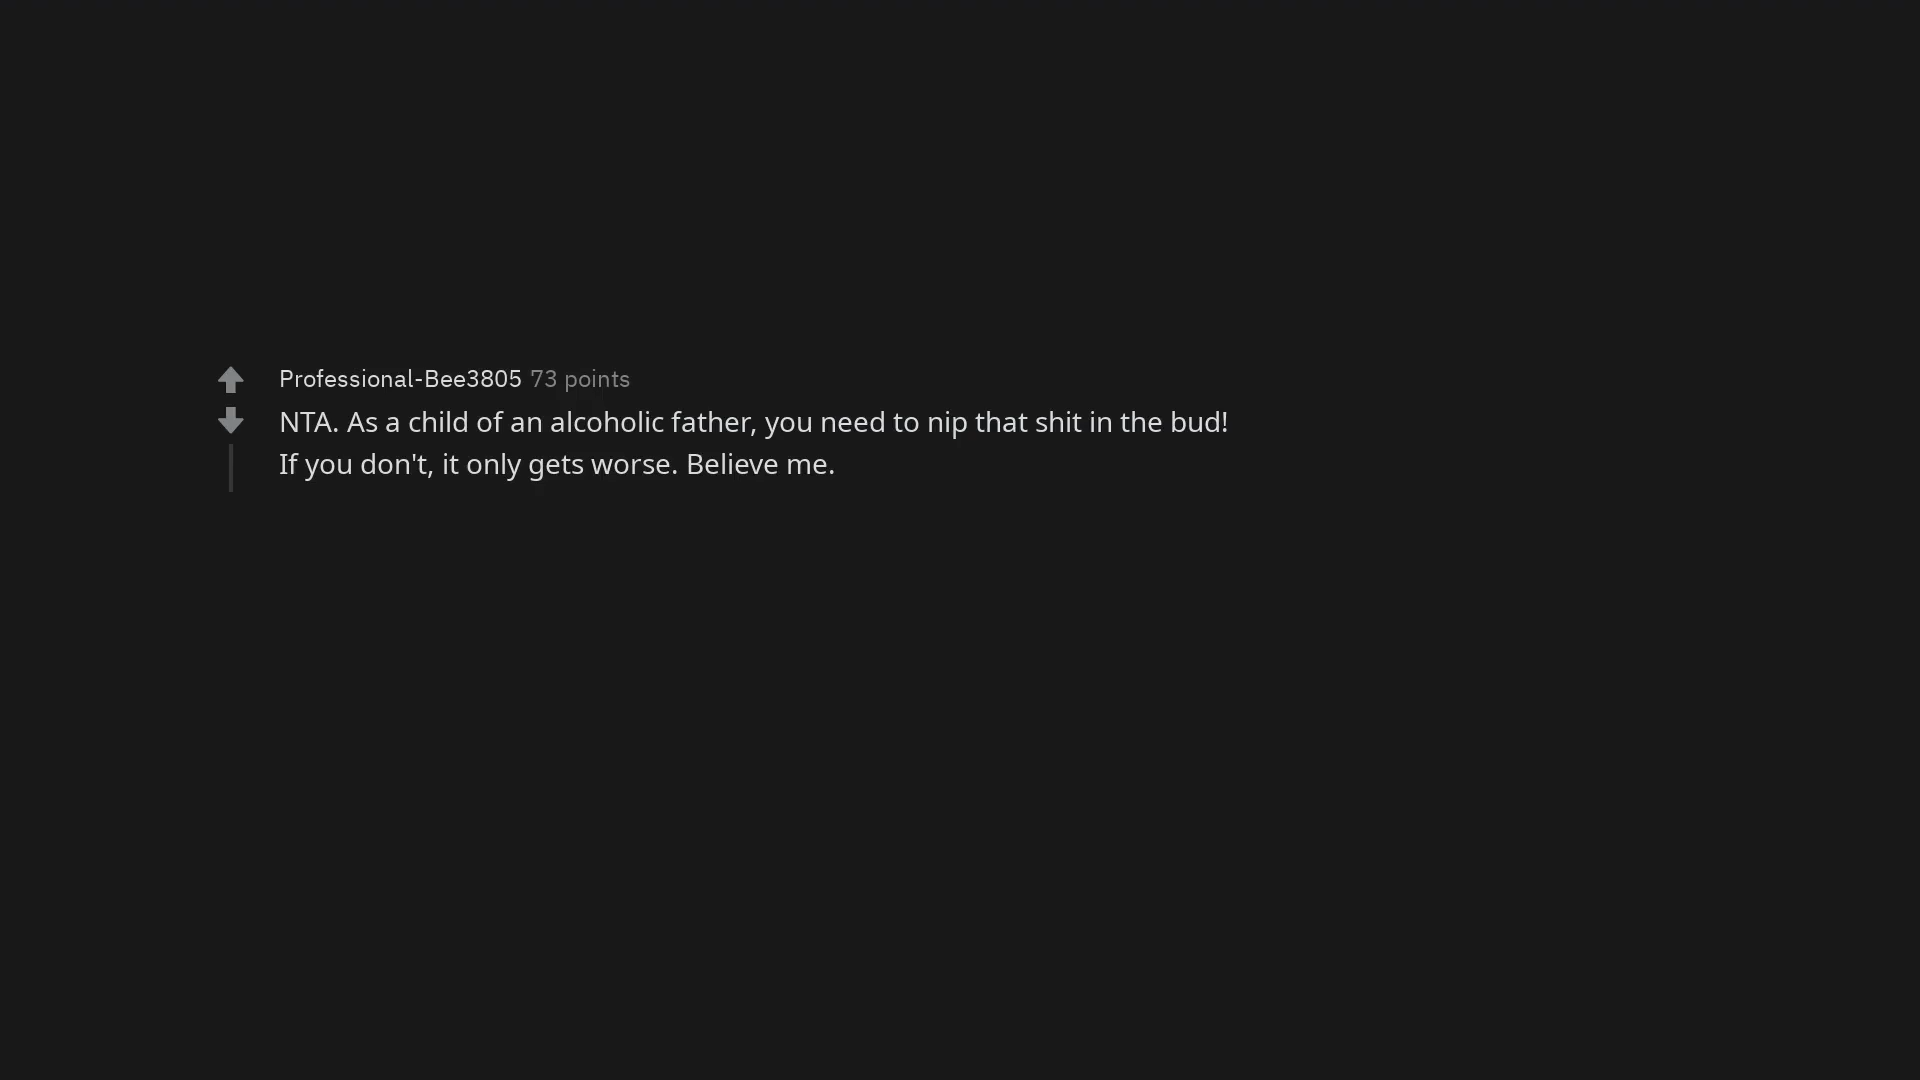 Professional-Bee3805 73 points
NTA. As a child of an alcoholic father, you need to nip that shit in the bud!
If you don't, it only gets worse. Believe me.